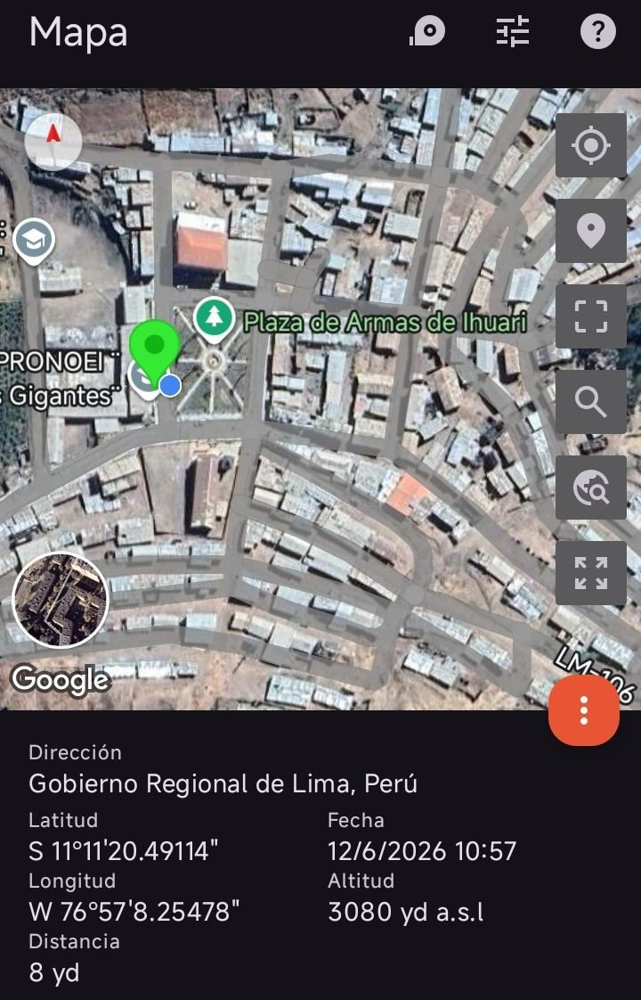 Mapa
Plaza de Armas de Ihuari
PRONOEI "
s Gigantes"
LM-106
Google
Dirección
Gobierno Regional de Lima, Perú
Latitud
S 11°11'20.49114"
Fecha
12/6/2026 10:57
Longitud
W 76°57'8.25478"
Altitud
3080 yd a.s.l
Distancia
8 yd